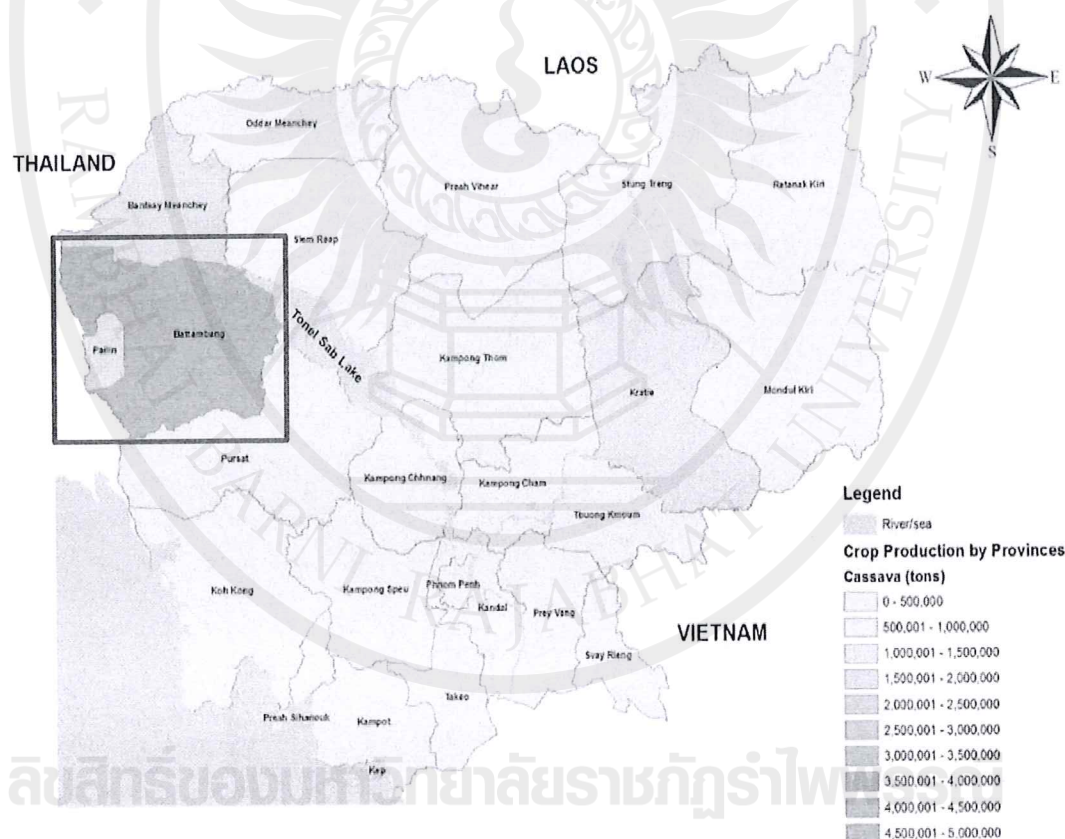 LAOS
W E
S
THAILAND
Oddar Meanchey
Preah Vihear
Stung Treng
Ratanak Kiri
Banteay Meanchey
Siem Reap
Battambang
Pailin
Tonel Sab Lake
Kampong Thom
Kratie
Mondul Kiri
Pursat
Kampong Chhnang
Kampong Cham
Tbuong Kmoum
Koh Kong
Kampong Speu
Phnom Penh
Kandal
Prey Vang
VIETNAM
Svay Rieng
Takeo
Preah Sihanouk
Kampot
Kep
Legend
River/sea
Crop Production by Provinces
Cassava (tons)
0 - 500,000
500,001 - 1,000,000
1,000,001 - 1,500,000
1,500,001 - 2,000,000
2,000,001 - 2,500,000
2,500,001 - 3,000,000
3,000,001 - 3,500,000
3,500,001 - 4,000,000
4,000,001 - 4,500,000
4,500,001 - 5,000,000
RAMBHAI BARNI RAJABHAT UNIVERSITY
ลิขสิทธิ์ของมหาวิทยาลัยราชภัฏรำไพพรรณี